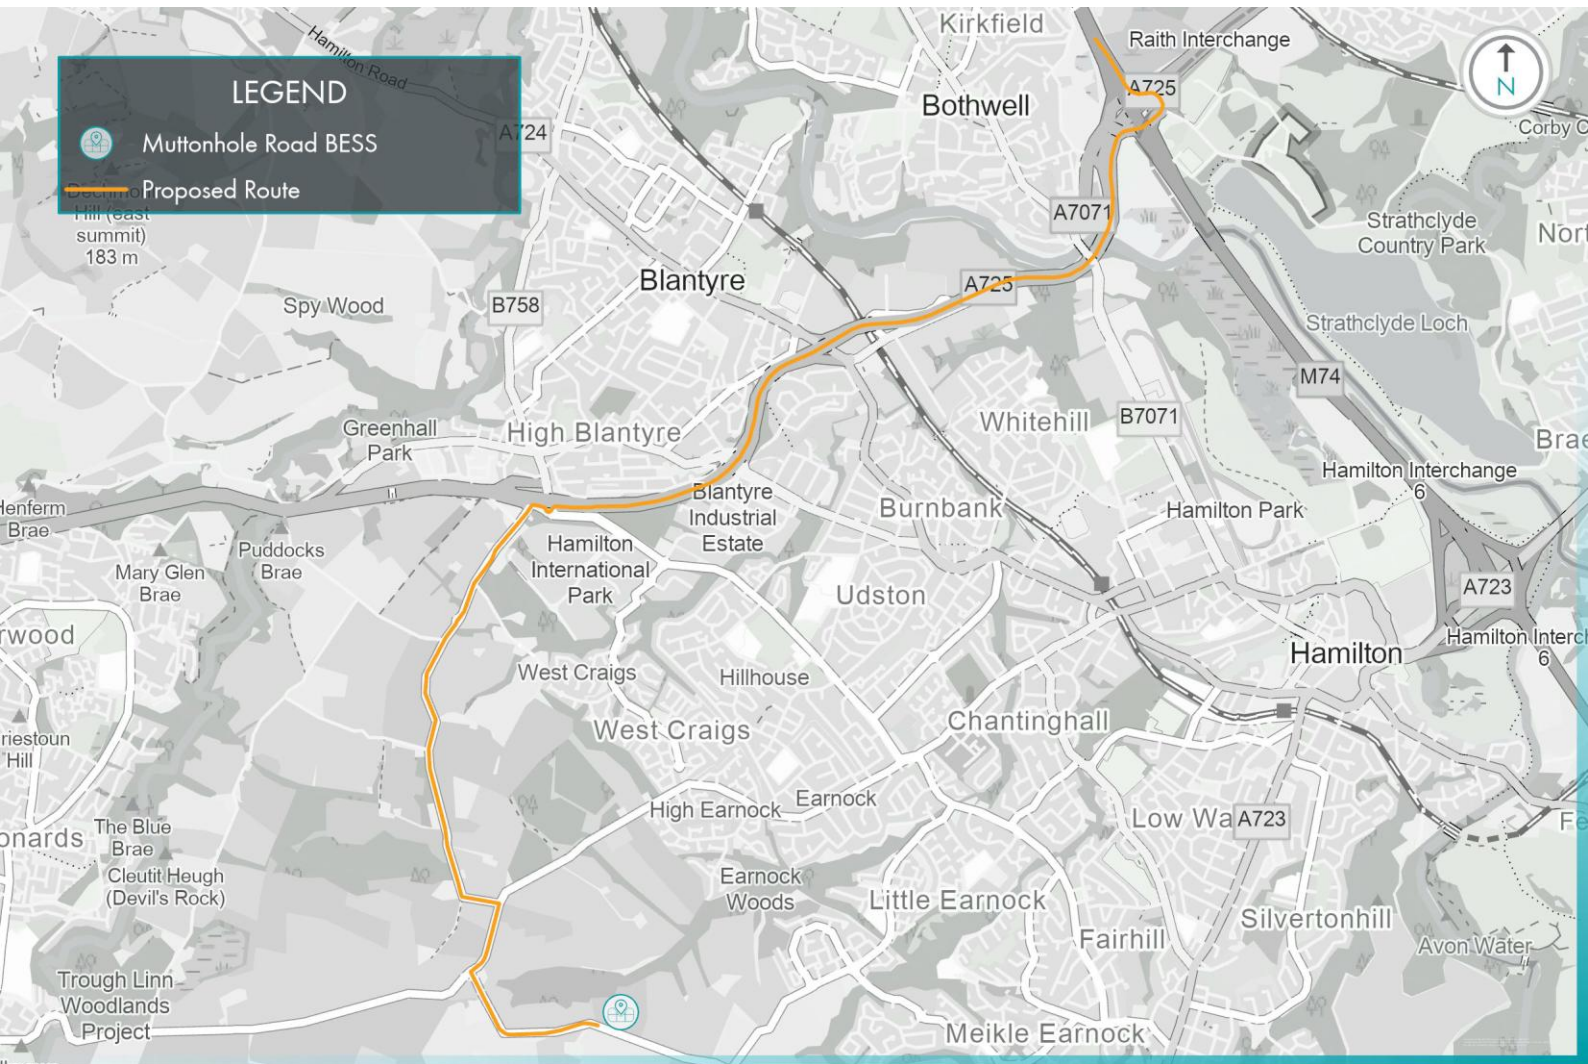 Kirkfield
Raith Interchange
Hamilton Road
LEGEND
N
A725
Bothwell
Muttonhole Road BESS
A724
Corby C
Proposed Route
Hill (east
summit)
183 m
A7071
Strathclyde
Country Park
Nort
Blantyre
A725
Spy Wood
B758
Strathclyde Loch
M74
Greenhall
Park
High Blantyre
Whitehill
B7071
Brae
Hamilton Interchange
6
Henferm
Brae
Blantyre
Industrial
Estate
Burnbank
Hamilton Park
Puddocks
Brae
Hamilton
International
Park
Mary Glen
Brae
A723
Udston
rwood
Hamilton Interch
6
Hamilton
West Craigs
Hillhouse
West Craigs
Chantinghall
riestoun
Hill
High Earnock
Earnock
Low Wa
A723
Fe
The Blue
Brae
onards
Cleutit Heugh
(Devil's Rock)
Earnock
Woods
Little Earnock
Silvertonhill
Fairhill
Avon Water
Trough Linn
Woodlands
Project
Meikle Earnock